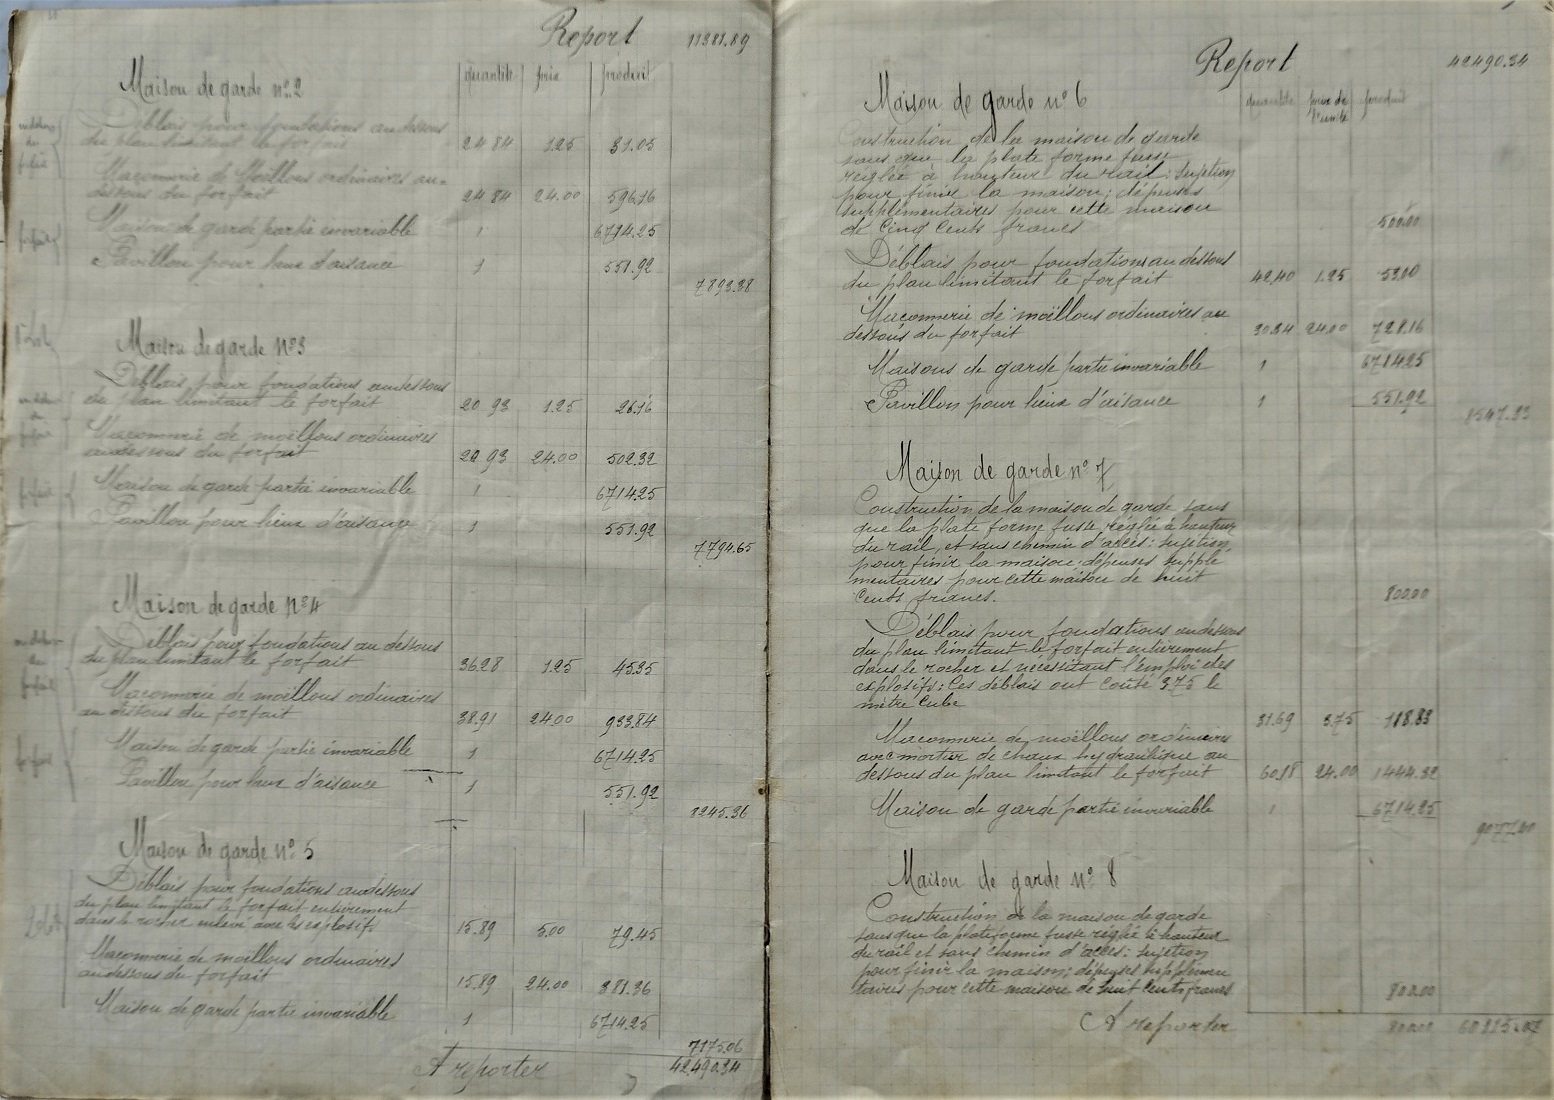 Report 11381.89
quantité prix produit
Maison de garde nº 2
Déblais pour fondations au dessous
du plan limitant le forfait 24 84 1.25 31.05
Maçonnerie de Moëllons ordinaires au-
dessous du forfait 24 84 24.00 596.16
Maison de garde partie invariable 1 6714.25
Pavillon pour lieux d'aisance 1 551.92
7893.38
Maison de garde Nº 3
Déblais pour fondations au dessous
du plan limitant le forfait 20 93 1.25 26.16
Maçonnerie de moëllons ordinaires
au dessous du forfait 20 93 24.00 502.32
Maison de garde partie invariable 1 6714.25
Pavillon pour lieux d'aisance 1 551.92
7794.65
Maison de garde Nº 4
Déblais pour fondations au dessous
du plan limitant le forfait 36.28 1.25 45.35
Maçonnerie de moëllons ordinaires
au dessous du forfait 38.91 24.00 933.84
Maison de garde partie invariable 1 6714.25
Pavillon pour lieux d'aisance 1 551.92
8245.36
Maison de garde Nº 5
Déblais pour fondations au dessous
du plan limitant le forfait entièrement
dans le rocher enlevé avec les explosifs 15.89 5.00 79.45
Maçonnerie de moëllons ordinaires
au dessous du forfait 15.89 24.00 381.36
Maison de garde partie invariable 1 6714.25
7175.06
A reporter 42490.34
Report 42490.34
quantité prix de l'unité produit
Maison de garde nº 6
Construction de la maison de garde
sans que la plate forme fusse
réglée à hauteur du rail : sujétion
pour finir la maison ; dépenses
supplémentaires pour cette maison
de cinq cents francs 500.00
Déblais pour fondations au dessous
du plan limitant le forfait 42,40 1.25 53.00
Maçonnerie de moëllons ordinaires au
dessous du forfait 30.34 24.00 728.16
Maisons de garde partie invariable 1 6714.25
Pavillon pour lieux d'aisance 1 551.92
8547.33
Maison de garde nº 7
Construction de la maison de garde sans
que la plate forme fusse réglée à hauteur
du rail, et sans chemin d'accès : sujétion
pour finir la maison ; dépenses supplé
mentaires pour cette maison de huit
cents francs. 800.00
Déblais pour fondations au dessous
du plan limitant le forfait entièrement
dans le rocher et nécessitant l'emploi des
explosifs : Ces déblais ont coûté 3.75 le
mètre cube 31.69 3.75 118.83
Maçonnerie de moëllons ordinaires
avec mortier de chaux hydraulique au
dessous du plan limitant le forfait 60.18 24.00 1444.32
Maison de garde partie invariable 1 6714.25
9077.40
Maison de garde Nº 8
Construction de la maison de garde
sans que la plateforme fusse réglée à hauteur
du rail et sans chemin d'accès : sujétion
pour finir la maison ; dépenses supplémen
taires pour cette maison de huit cents francs 800.00
A reporter 800.00